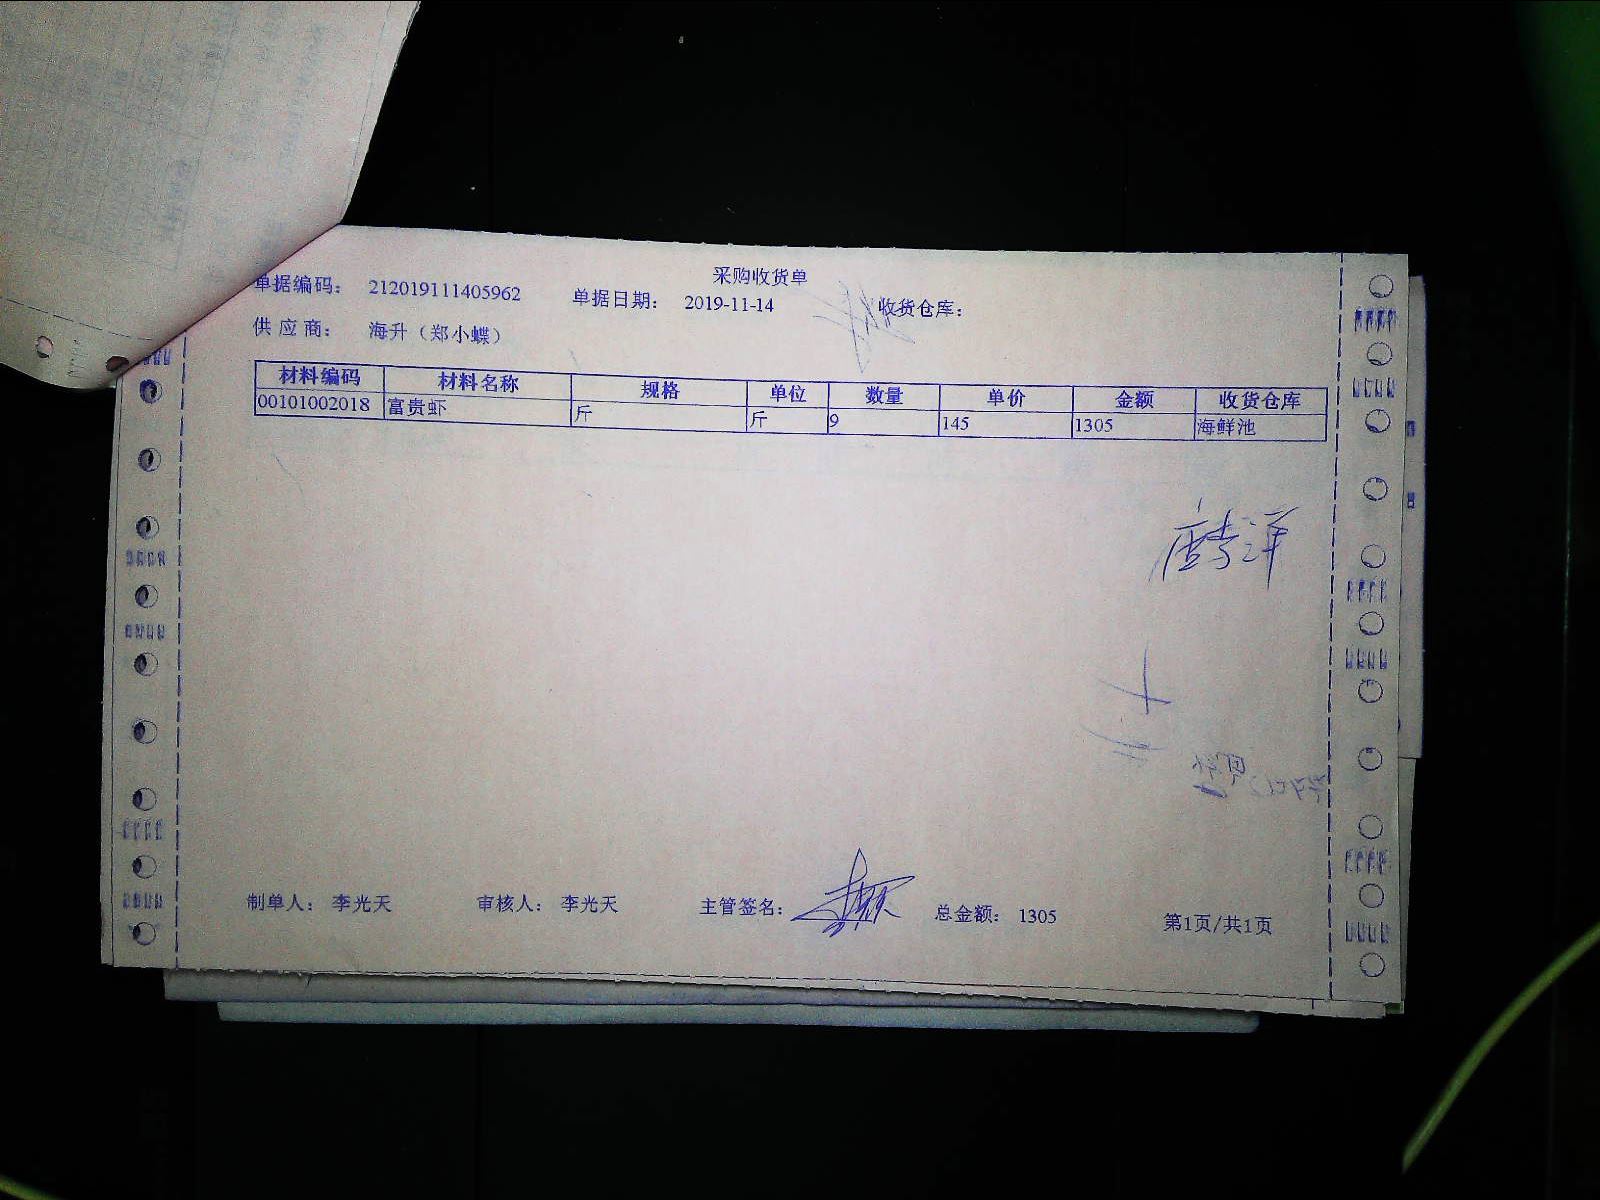 采购收货单
单据编码： 212019111405962 单据日期： 2019-11-14 收货仓库：
供应商： 海升（郑小蝶）
材料编码 材料名称 规格 单位 数量 单价 金额 收货仓库
00101002018 富贵虾 斤 斤 9 145 1305 海鲜池
制单人： 李光天 审核人： 李光天 主管签名： 总金额： 1305 第1页/共1页